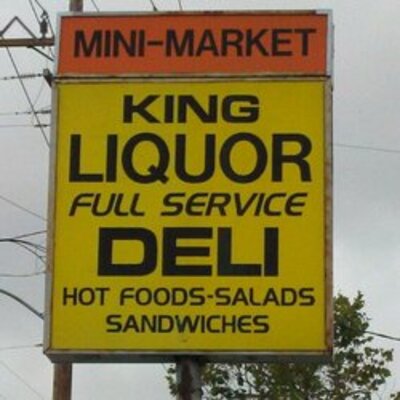 MINI-MARKET
KING
LIQUOR
FULL SERVICE
DELI
HOT FOODS-SALADS
SANDWICHES